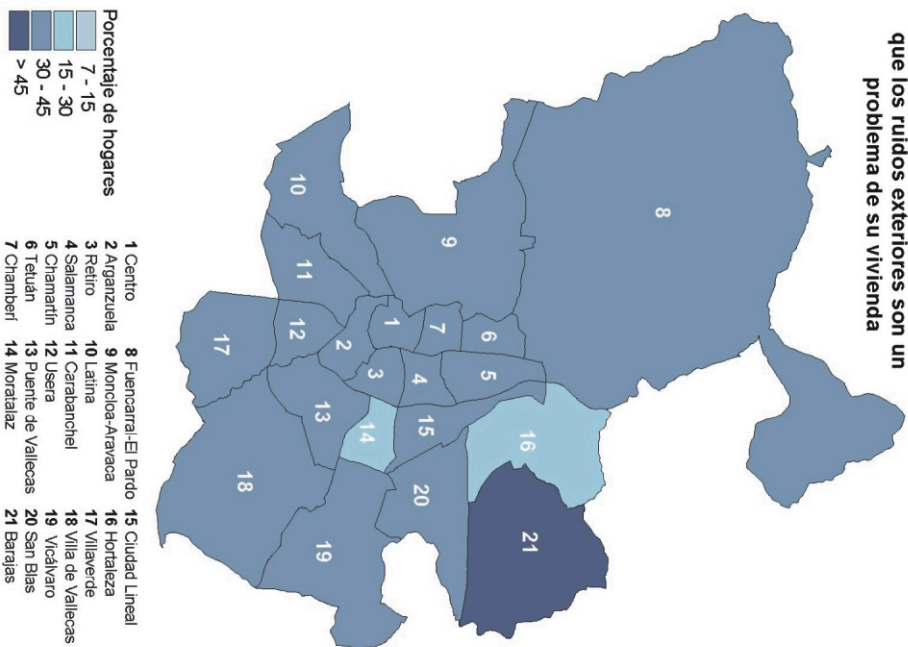 que los ruidos exteriores son un
problema de su vivienda
8
10
9
11
6
7
1
5
12
2
4
17
3
16
15
13
14
21
20
18
19
Porcentaje de hogares
7 - 15
15 - 30
30 - 45
> 45
1 Centro
2 Arganzuela
3 Retiro
4 Salamanca
5 Chamartín
6 Tetuán
7 Chamberí
8 Fuencarral-El Pardo
9 Moncloa-Aravaca
10 Latina
11 Carabanchel
12 Usera
13 Puente de Vallecas
14 Moratalaz
15 Ciudad Lineal
16 Hortaleza
17 Villaverde
18 Villa de Vallecas
19 Vicálvaro
20 San Blas
21 Barajas